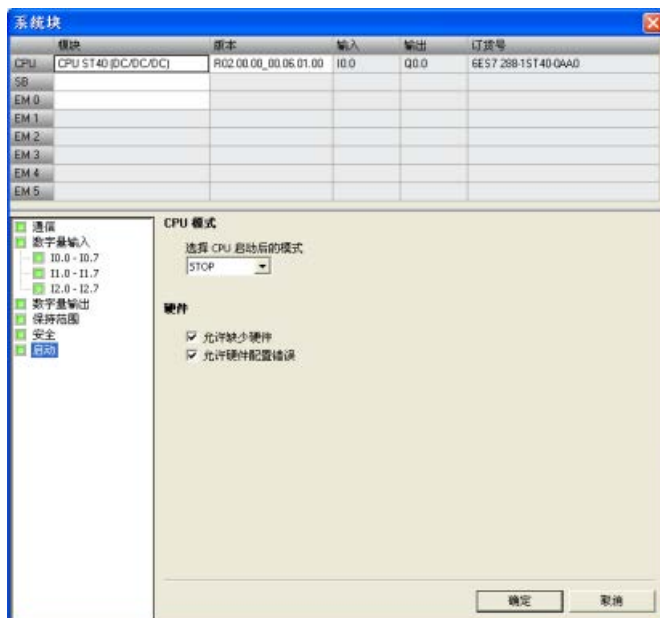 系统块
模块 版本 输入 输出 订货号
CPU CPU ST40 (DC/DC/DC) R02.00.00_00.06.01.00 I0.0 Q0.0 6ES7 288-1ST40-0AA0
SB
EM 0
EM 1
EM 2
EM 3
EM 4
EM 5
通信
数字量输入
I0.0 - I0.7
I1.0 - I1.7
I2.0 - I2.7
数字量输出
保持范围
安全
启动
CPU 模式
选择 CPU 启动后的模式
STOP
硬件
允许缺少硬件
允许硬件配置错误
确定
取消